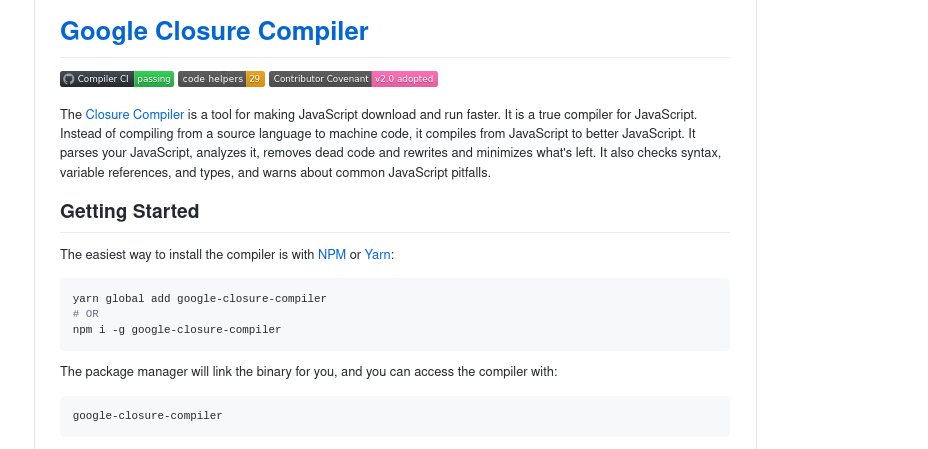 Google Closure Compiler
Compiler CI passing code helpers 29 Contributor Covenant v2.0 adopted
The Closure Compiler is a tool for making JavaScript download and run faster. It is a true compiler for JavaScript.
Instead of compiling from a source language to machine code, it compiles from JavaScript to better JavaScript. It
parses your JavaScript, analyzes it, removes dead code and rewrites and minimizes what's left. It also checks syntax,
variable references, and types, and warns about common JavaScript pitfalls.
Getting Started
The easiest way to install the compiler is with NPM or Yarn:
yarn global add google-closure-compiler
# OR
npm i -g google-closure-compiler
The package manager will link the binary for you, and you can access the compiler with:
google-closure-compiler